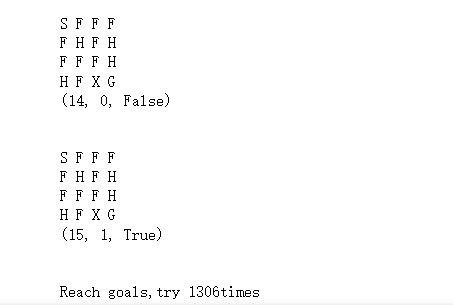 S F F F
F H F H
F F F H
H F X G
(14, 0, False)
S F F F
F H F H
F F F H
H F X G
(15, 1, True)
Reach goals,try 1306times